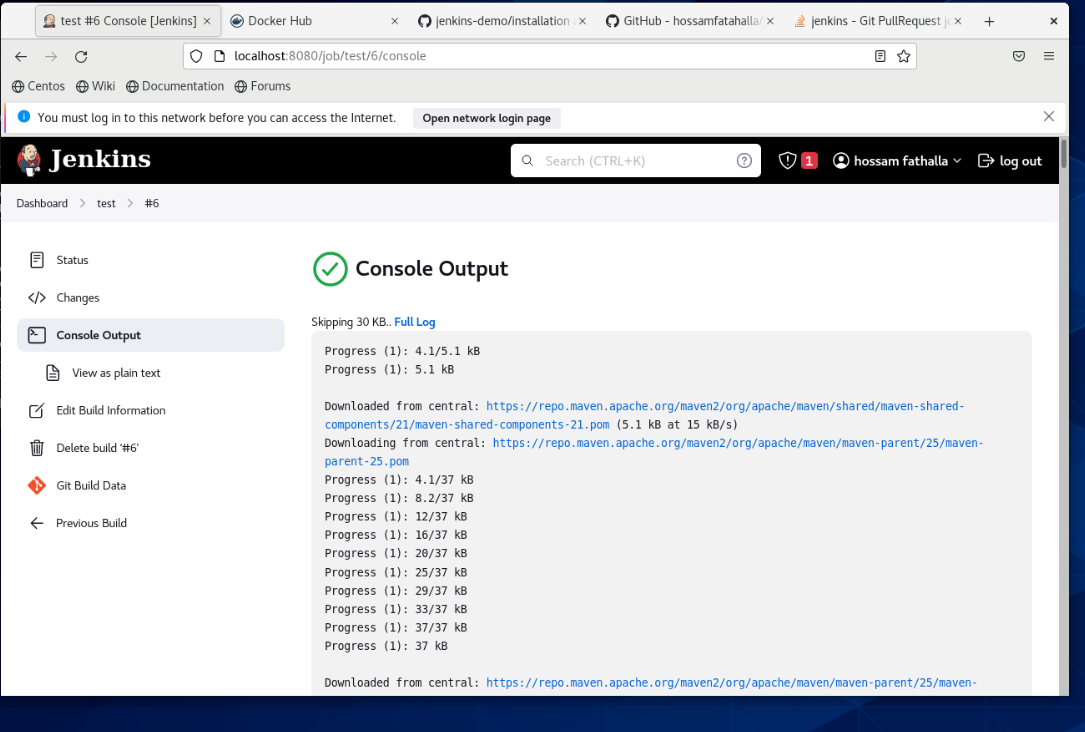 test #6 Console [Jenkins]
Docker Hub
jenkins-demo/installation
GitHub - hossamfatahalla/
jenkins - Git PullRequest jo
localhost:8080/job/test/6/console
Centos
Wiki
Documentation
Forums
You must log in to this network before you can access the Internet.
Open network login page
Jenkins
Search (CTRL+K)
1
hossam fathalla
log out
Dashboard
test
#6
Status
Changes
Console Output
View as plain text
Edit Build Information
Delete build ‘#6’
Git Build Data
Previous Build
Console Output
Skipping 30 KB.. Full Log
Progress (1): 4.1/5.1 kB
Progress (1): 5.1 kB
Downloaded from central: https://repo.maven.apache.org/maven2/org/apache/maven/shared/maven-shared-
components/21/maven-shared-components-21.pom (5.1 kB at 15 kB/s)
Downloading from central: https://repo.maven.apache.org/maven2/org/apache/maven/maven-parent/25/maven-
parent-25.pom
Progress (1): 4.1/37 kB
Progress (1): 8.2/37 kB
Progress (1): 12/37 kB
Progress (1): 16/37 kB
Progress (1): 20/37 kB
Progress (1): 25/37 kB
Progress (1): 29/37 kB
Progress (1): 33/37 kB
Progress (1): 37/37 kB
Progress (1): 37 kB
Downloaded from central: https://repo.maven.apache.org/maven2/org/apache/maven/maven-parent/25/maven-